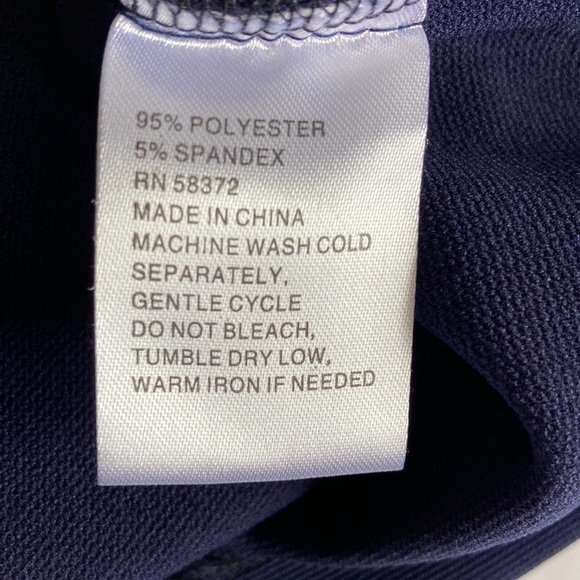 95% POLYESTER
5% SPANDEX
RN 58372
MADE IN CHINA
MACHINE WASH COLD
SEPARATELY,
GENTLE CYCLE
DO NOT BLEACH,
TUMBLE DRY LOW,
WARM IRON IF NEEDED